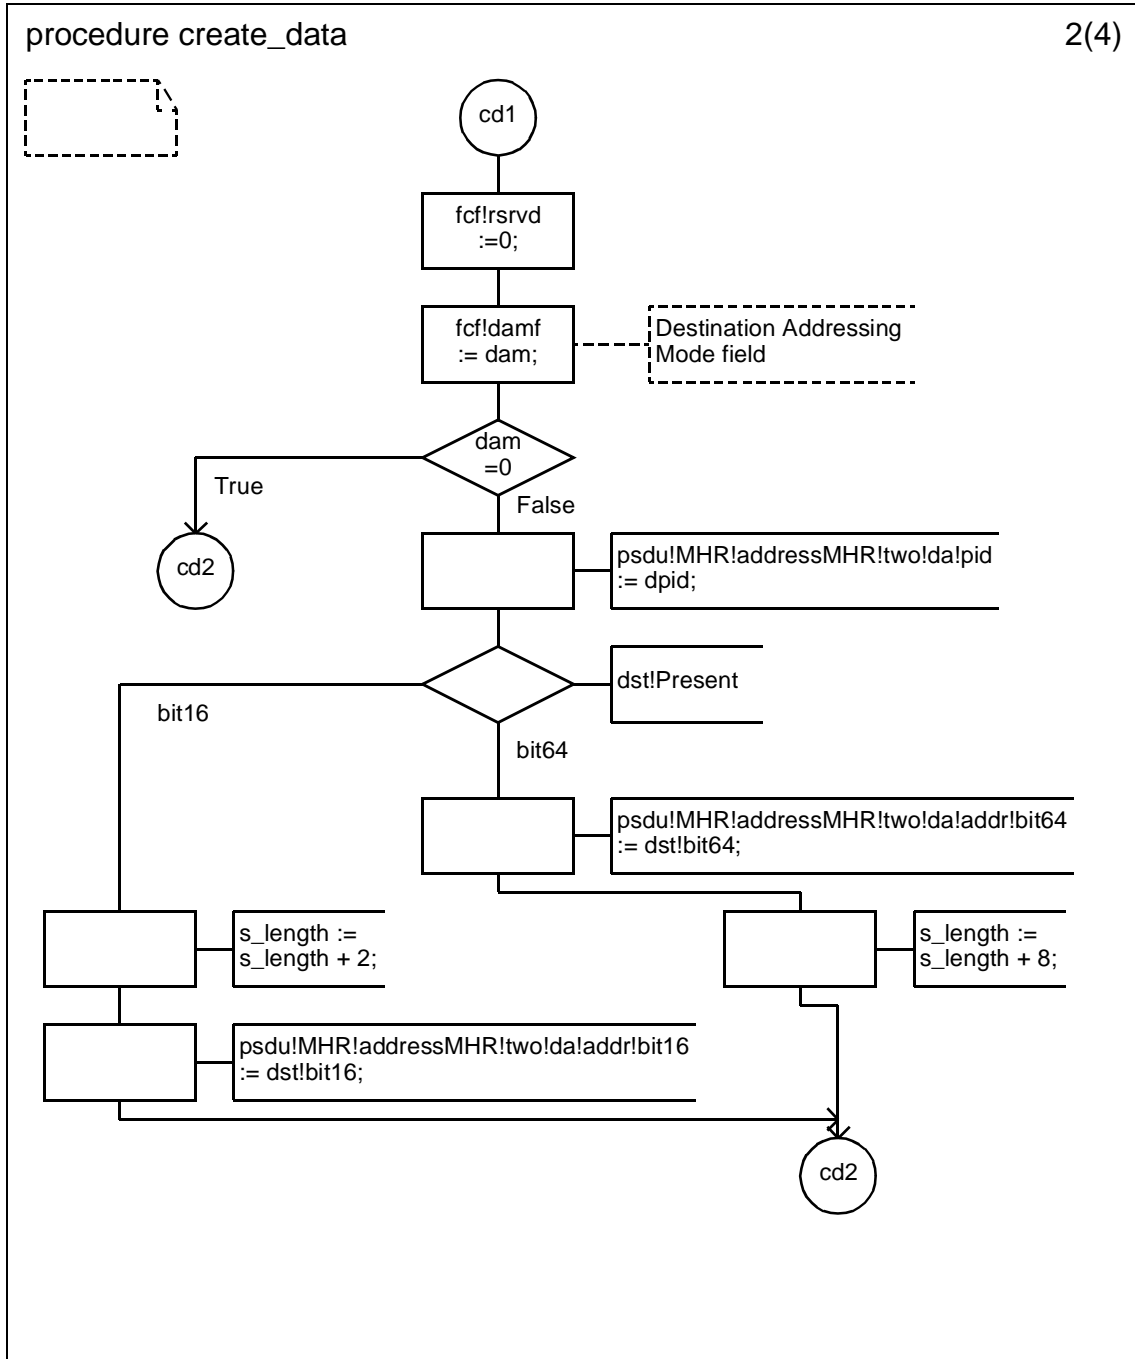 procedure create_data
2(4)
cd1
fcf!rsrvd
:=0;
fcf!damf
:= dam;
Destination Addressing
Mode field
dam
=0
True
False
cd2
psdu!MHR!addressMHR!two!da!pid
:= dpid;
dst!Present
bit16
bit64
psdu!MHR!addressMHR!two!da!addr!bit64
:= dst!bit64;
s_length :=
s_length + 2;
s_length :=
s_length + 8;
psdu!MHR!addressMHR!two!da!addr!bit16
:= dst!bit16;
cd2